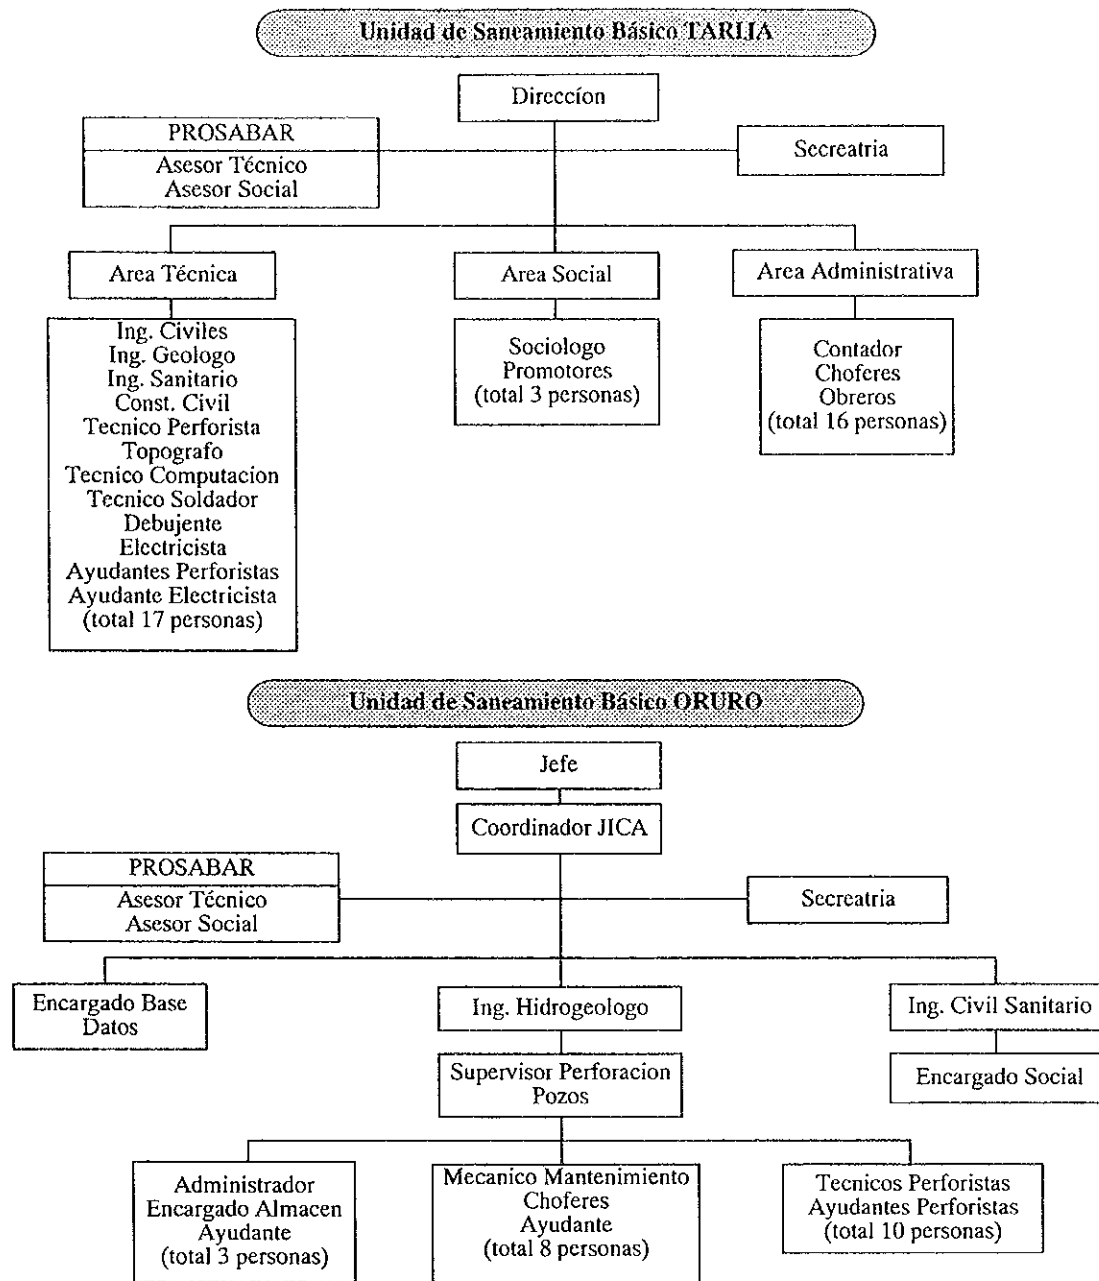 Unidad de Saneamiento Básico TARIJA
Direccíon
PROSABAR
Asesor Técnico
Asesor Social
Secreatria
Area Técnica
Area Social
Area Administrativa
Ing. Civiles
Ing. Geologo
Ing. Sanitario
Const. Civil
Tecnico Perforista
Topografo
Tecnico Computacion
Tecnico Soldador
Debujente
Electricista
Ayudantes Perforistas
Ayudante Electricista
(total 17 personas)
Sociologo
Promotores
(total 3 personas)
Contador
Choferes
Obreros
(total 16 personas)
Unidad de Saneamiento Básico ORURO
Jefe
Coordinador JICA
PROSABAR
Asesor Técnico
Asesor Social
Secreatria
Encargado Base
Datos
Ing. Hidrogeologo
Ing. Civil Sanitario
Supervisor Perforacion
Pozos
Encargado Social
Administrador
Encargado Almacen
Ayudante
(total 3 personas)
Mecanico Mantenimiento
Choferes
Ayudante
(total 8 personas)
Tecnicos Perforistas
Ayudantes Perforistas
(total 10 personas)